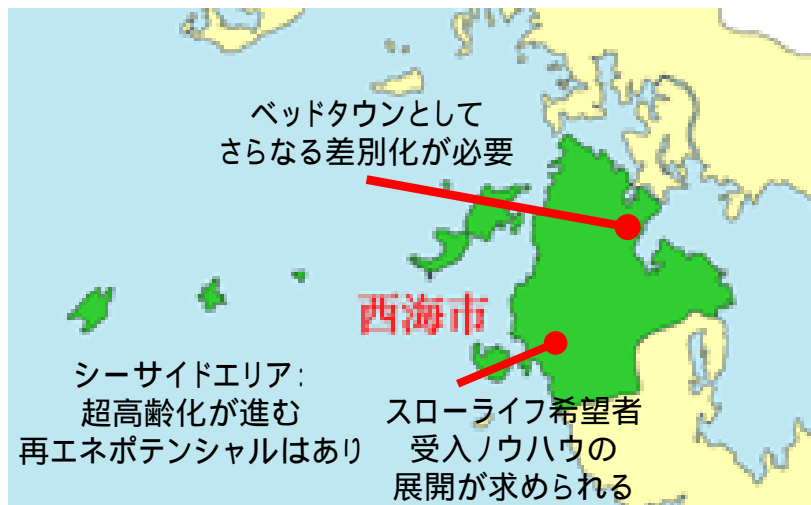 ベッドタウンとして
さらなる差別化が必要
西海市
シーサイドエリア：
超高齢化が進む
再エネポテンシャルはあり
スローライフ希望者
受入ノウハウの
展開が求められる